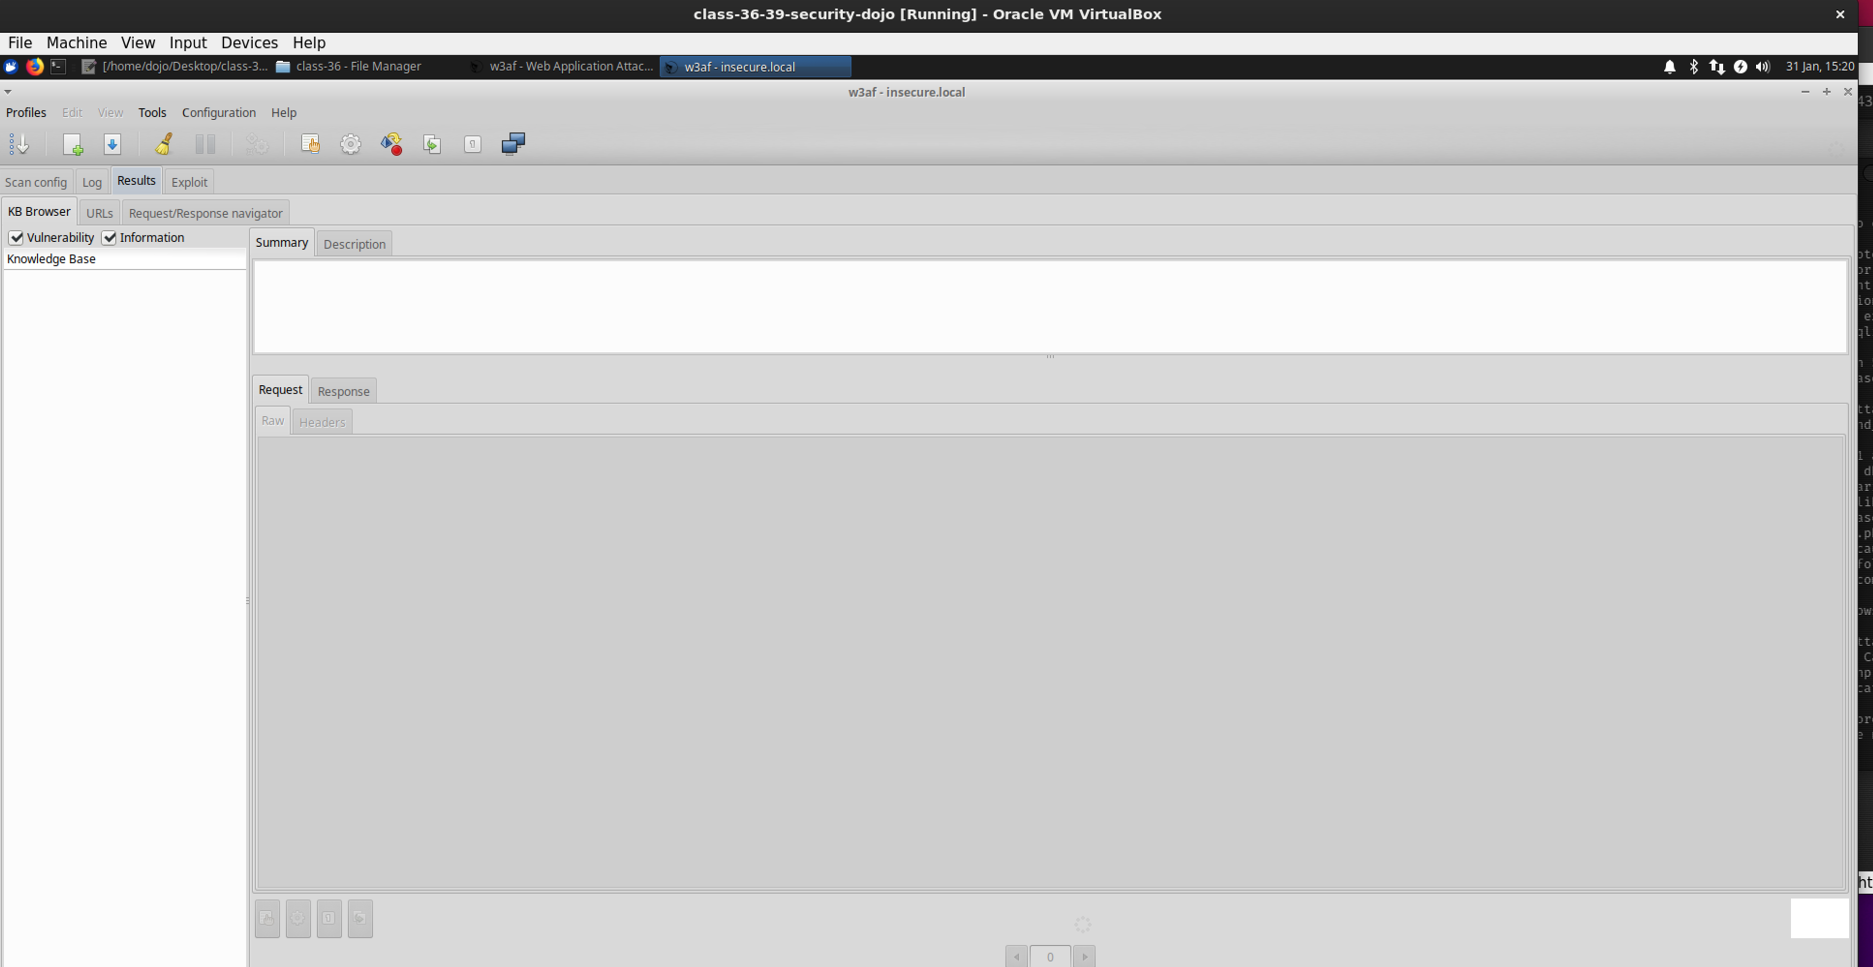 class-36-39-security-dojo [Running] - Oracle VM VirtualBox
File Machine View Input Devices Help
[/home/dojo/Desktop/class-3... class-36 - File Manager w3af - Web Application Attac... w3af - insecure.local 31 Jan, 15:20
w3af - insecure.local
Profiles Edit View Tools Configuration Help
Scan config Log Results Exploit
KB Browser URLs Request/Response navigator
Vulnerability Information Summary Description
Knowledge Base
Request Response
Raw Headers
0